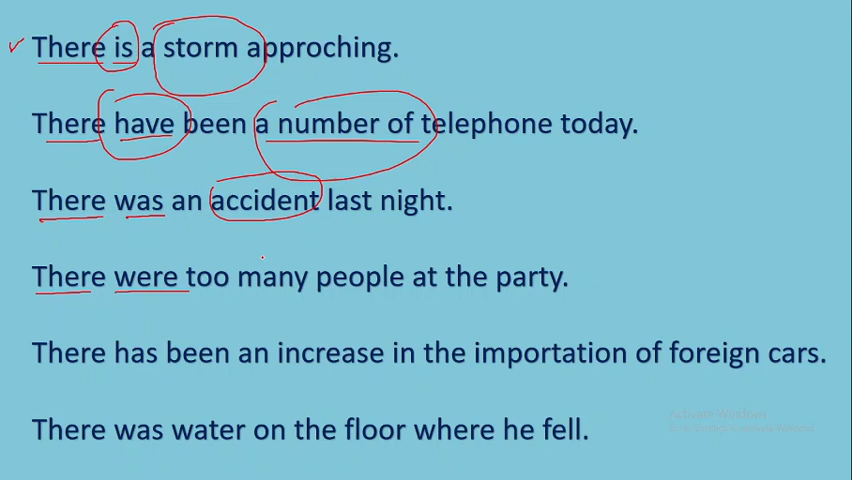 There is a storm approching.
There have been a number of telephone today.
There was an accident last night.
There were too many people at the party.
There has been an increase in the importation of foreign cars.
Activate Windows
There was water on the floor where he fell.